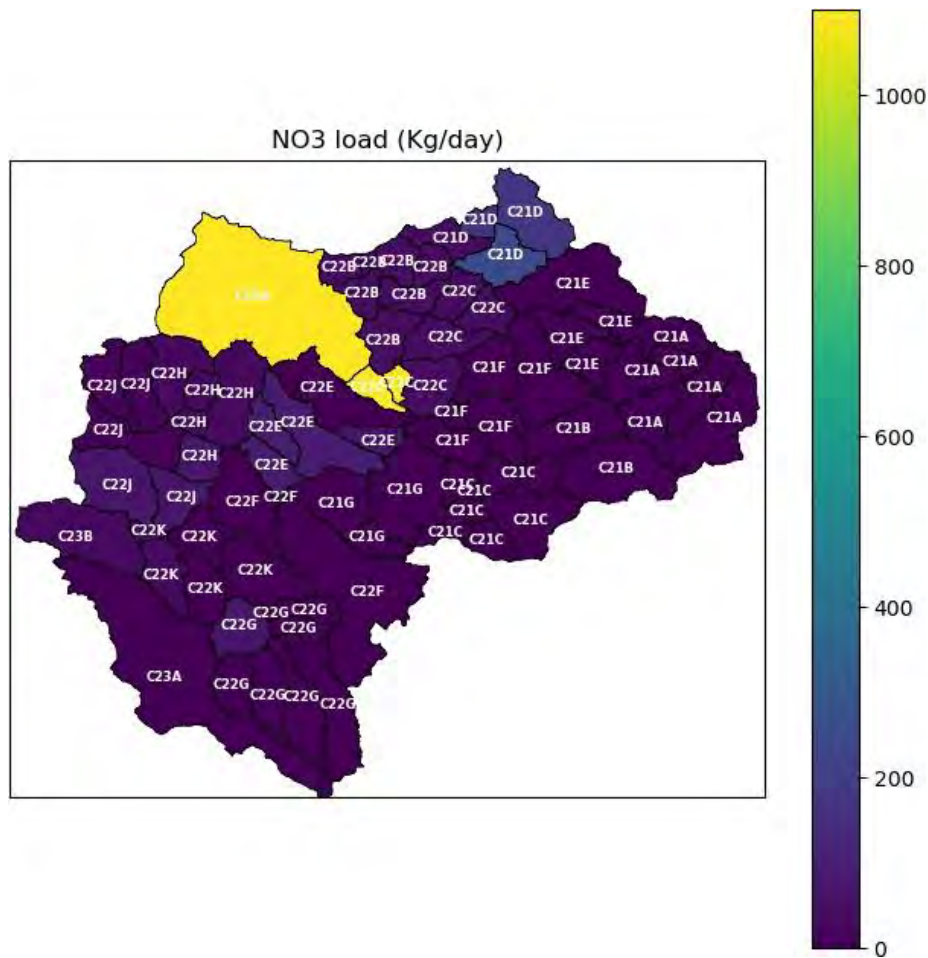 NO3 load (Kg/day)
1000
800
600
400
200
0
C21D
C21D
C21D
C21D
C22B
C22B
C22B
C22B
C21E
C22B
C22B
C22C
C22C
C21E
C22B
C22C
C21E
C21A
C21F
C21F
C21E
C21A
C21A
C22J
C22J
C22H
C22H
C22H
C22E
C22C
C21A
C22J
C22H
C22E
C22E
C21F
C21F
C21F
C21B
C21A
C21A
C22E
C22H
C22E
C21C
C21B
C22J
C22J
C22F
C22F
C21G
C21G
C21C
C21C
C21C
C21C
C23B
C22K
C22K
C21G
C21C
C21C
C22K
C22K
C22K
C22F
C22G
C22G
C22G
C22G
C23A
C22G
C22G
C22G
C22G